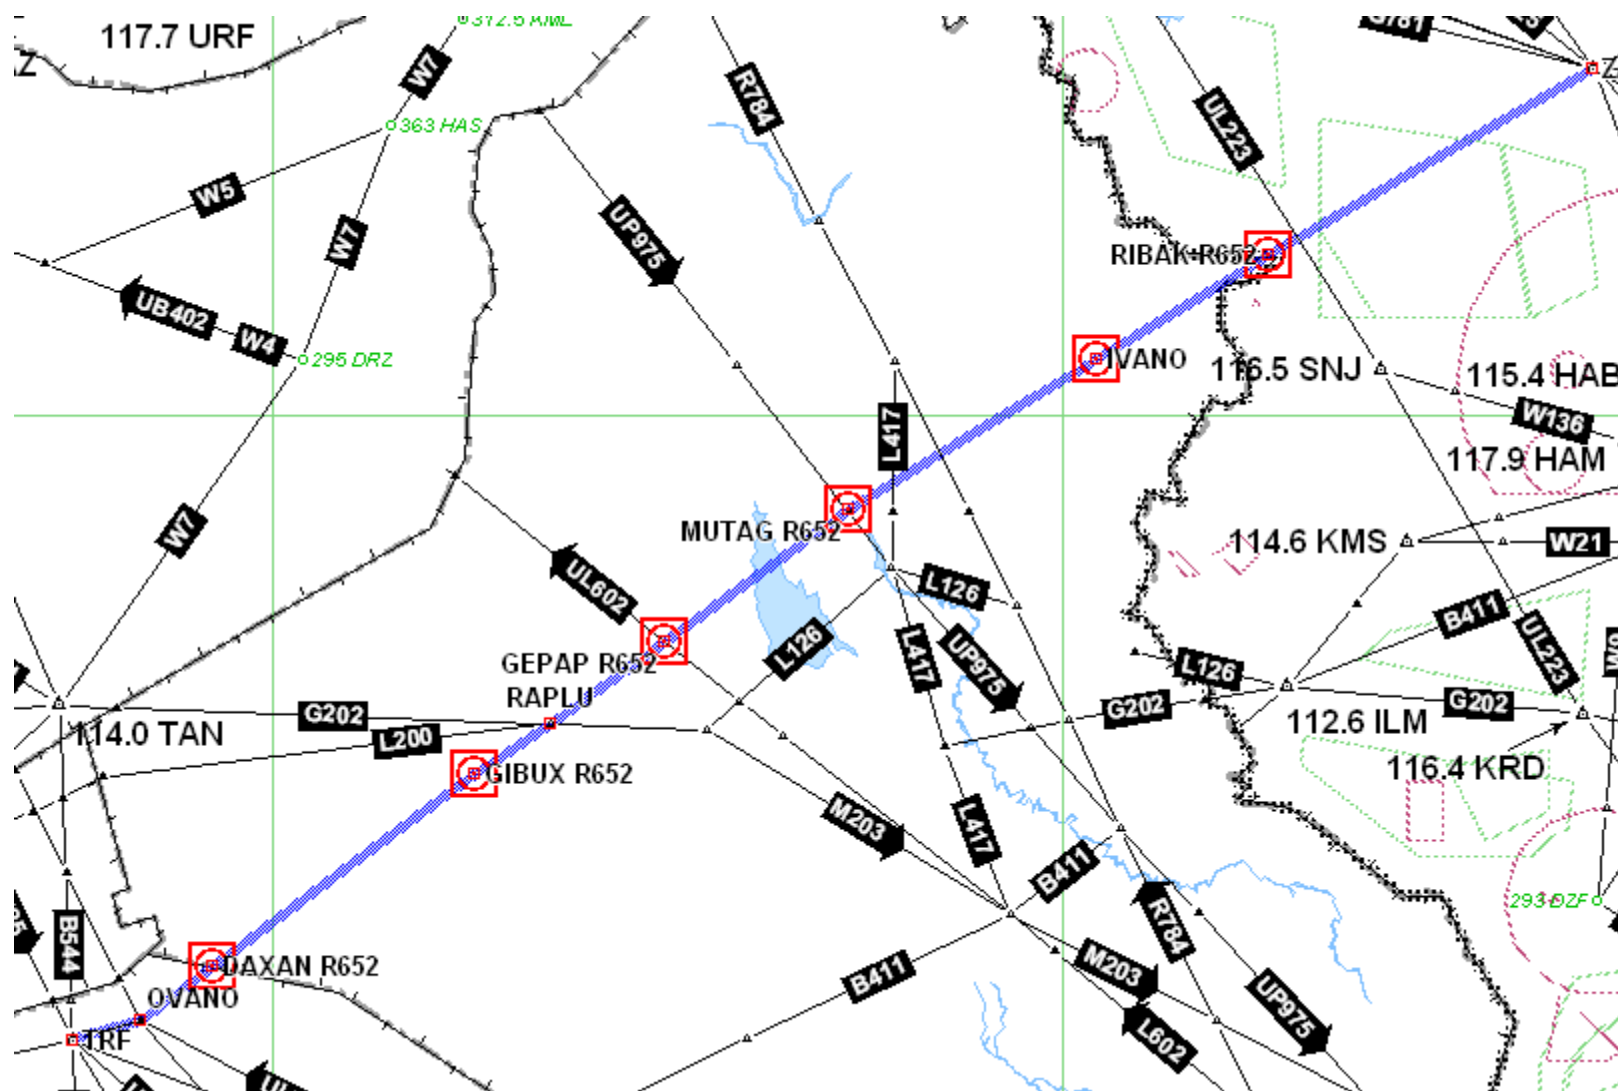 312.5 KML
117.7 URF
W7
363 HAS
W5
W7
UB402
W4
295 DRZ
R784
UL223
UP975
RIBAK R652
IVANO
116.5 SNJ
115.4 HAB
W136
117.9 HAM
L417
MUTAG R652
114.6 KMS
W21
W7
UL602
L126
L126
B411
GEPAP R652
L417
UP975
L126
UL223
RAPLU
G202
G202
G202
114.0 TAN
L200
112.6 ILM
116.4 KRD
GIBUX R652
M203
L417
B411
293 DZF
B544
R784
DAXAN R652
B411
M203
OVANO
UP975
TRF
L602